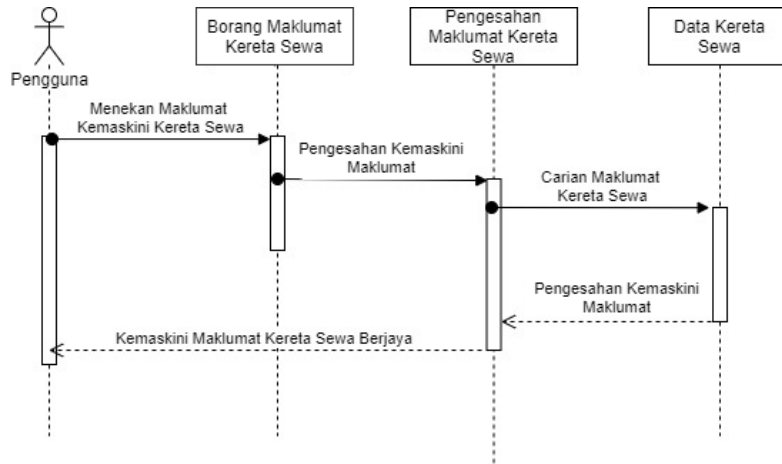 Pengguna
Borang Maklumat
Kereta Sewa
Pengesahan
Maklumat Kereta
Sewa
Data Kereta
Sewa
Menekan Maklumat
Kemaskini Kereta Sewa
Pengesahan Kemaskini
Maklumat
Carian Maklumat
Kereta Sewa
Pengesahan Kemaskini
Maklumat
Kemaskini Maklumat Kereta Sewa Berjaya